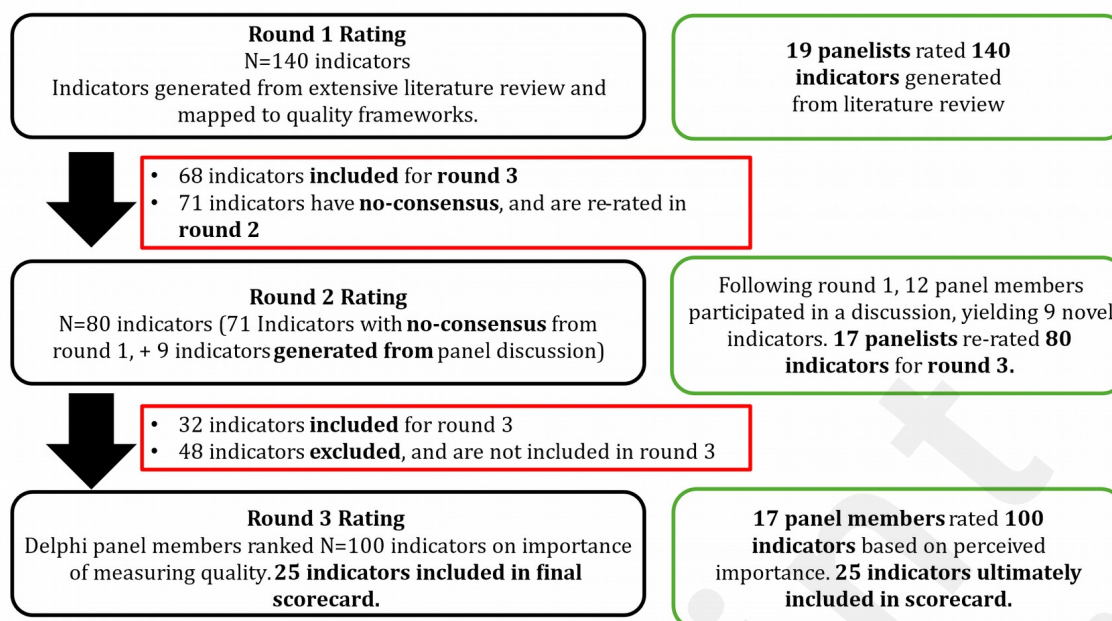 Round 1 Rating
N=140 indicators
Indicators generated from extensive literature review and
mapped to quality frameworks.
19 panelists rated 140
indicators generated
from literature review
• 68 indicators included for round 3
• 71 indicators have no-consensus, and are re-rated in
round 2
Round 2 Rating
N=80 indicators (71 Indicators with no-consensus from
round 1, + 9 indicators generated from panel discussion)
Following round 1, 12 panel members
participated in a discussion, yielding 9 novel
indicators. 17 panelists re-rated 80
indicators for round 3.
• 32 indicators included for round 3
• 48 indicators excluded, and are not included in round 3
Round 3 Rating
Delphi panel members ranked N=100 indicators on importance
of measuring quality. 25 indicators included in final
scorecard.
17 panel members rated 100
indicators based on perceived
importance. 25 indicators ultimately
included in scorecard.